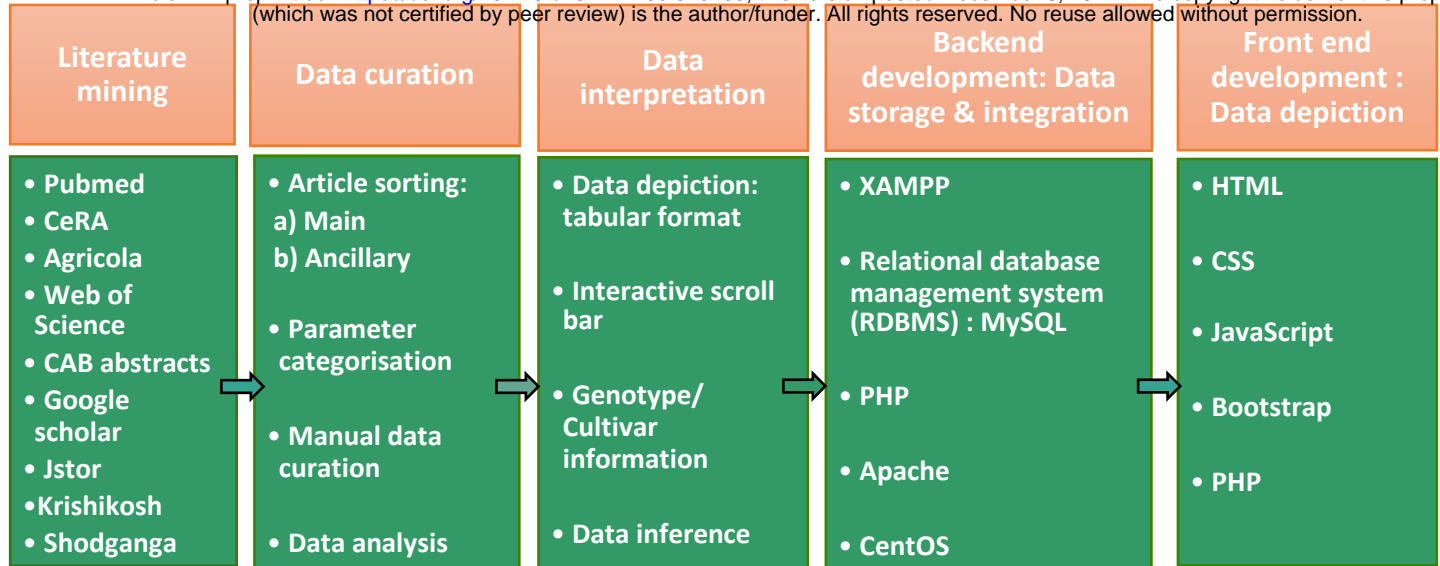 (which was not certified by peer review) is the author/funder. All rights reserved. No reuse allowed without permission.
Literature
mining
Data curation
Data
interpretation
Backend
development: Data
storage & integration
Front end
development :
Data depiction
• Pubmed
• CeRA
• Agricola
• Web of
Science
• CAB abstracts
• Google
scholar
• Jstor
•Krishikosh
• Shodganga
• Article sorting:
a) Main
b) Ancillary
• Parameter
categorisation
• Manual data
curation
• Data analysis
• Data depiction:
tabular format
• Interactive scroll
bar
• Genotype/
Cultivar
information
• Data inference
• XAMPP
• Relational database
management system
(RDBMS) : MySQL
• PHP
• Apache
• CentOS
• HTML
• CSS
• JavaScript
• Bootstrap
• PHP